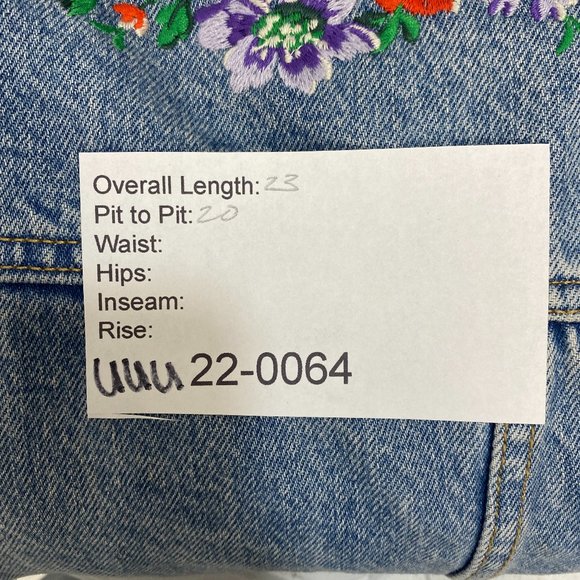 Overall Length: 23
Pit to Pit: 20
Waist:
Hips:
Inseam:
Rise:
uuu 22-0064